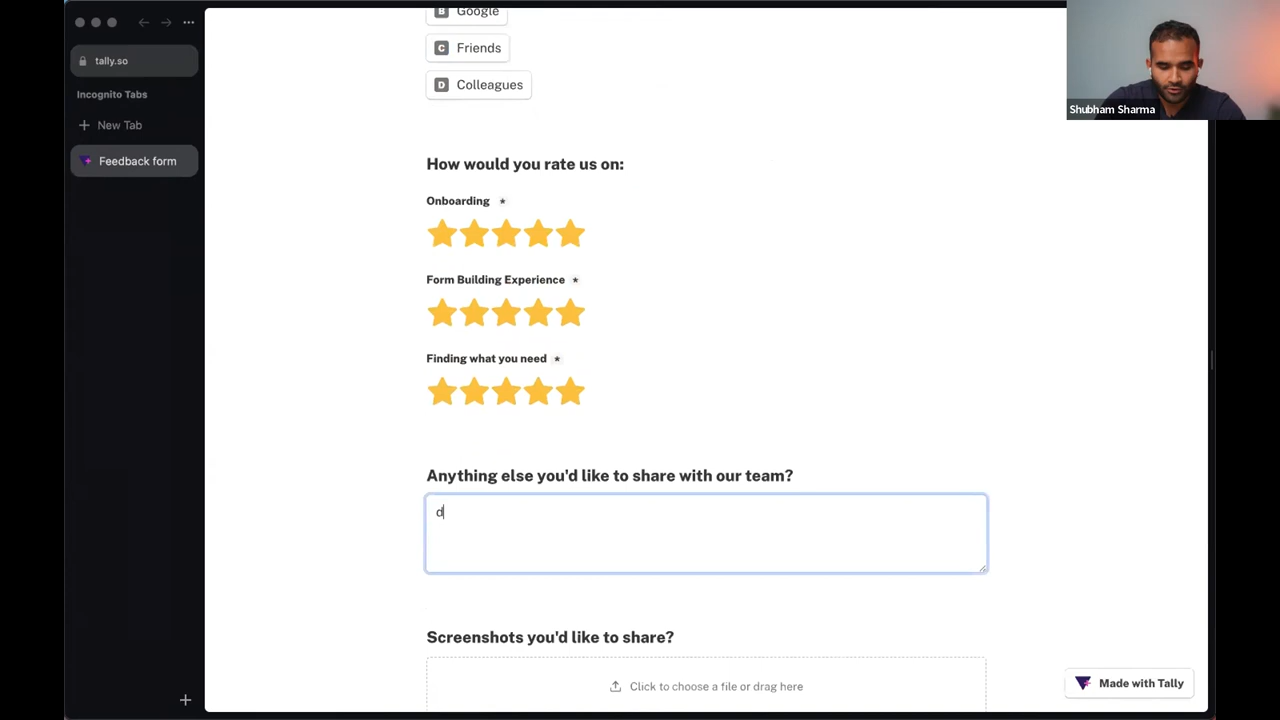 tally.so
Incognito Tabs
New Tab
Feedback form
B Google
C Friends
D Colleagues
How would you rate us on:
Onboarding *
Form Building Experience *
Finding what you need *
Anything else you'd like to share with our team?
d
Screenshots you'd like to share?
Click to choose a file or drag here
Made with Tally
Shubham Sharma